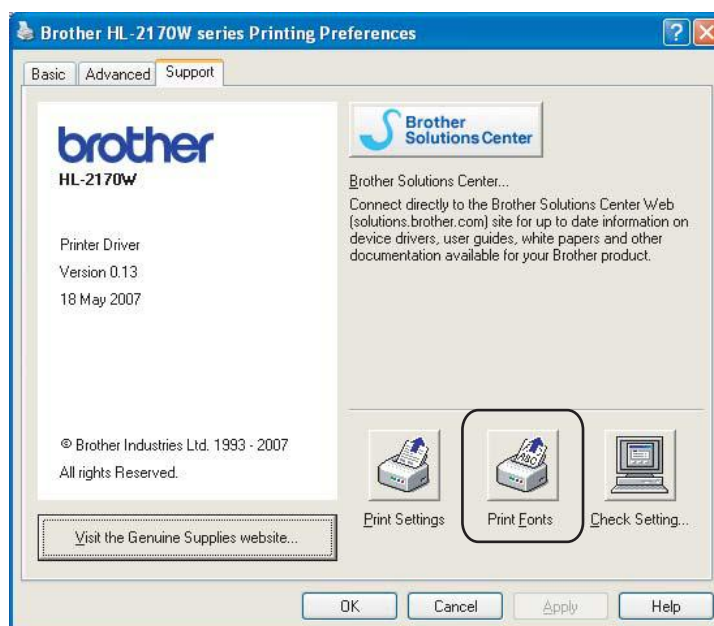 Brother HL-2170W series Printing Preferences
Basic
Advanced
Support
brother
HL-2170W
Printer Driver
Version 0.13
18 May 2007
© Brother Industries Ltd. 1993 - 2007
All rights Reserved.
Visit the Genuine Supplies website...
Brother
Solutions Center
Brother Solutions Center...
Connect directly to the Brother Solutions Center Web
(solutions.brother.com) site for up to date information on
device drivers, user guides, white papers and other
documentation available for your Brother product.
ABC
Print Settings
Print Fonts
Check Setting...
OK
Cancel
Apply
Help